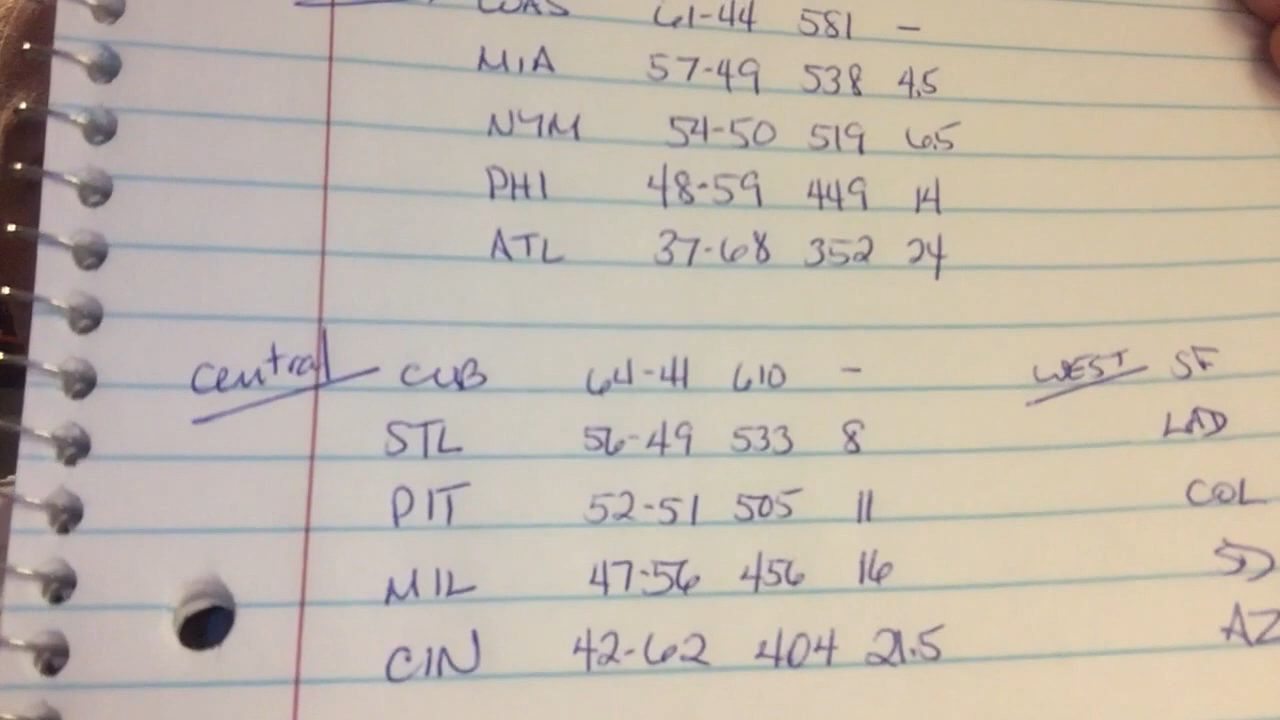 WAS 61-44 581 -
MIA 57-49 538 4.5
NYM 54-50 519 6.5
PHI 48-59 449 14
ATL 37-68 352 24
Central CUB 64-41 610 - WEST SF
STL 56-49 533 8 LAD
PIT 52-51 505 11 COL
MIL 47-56 456 16 SD
CIN 42-62 404 21.5 AZ